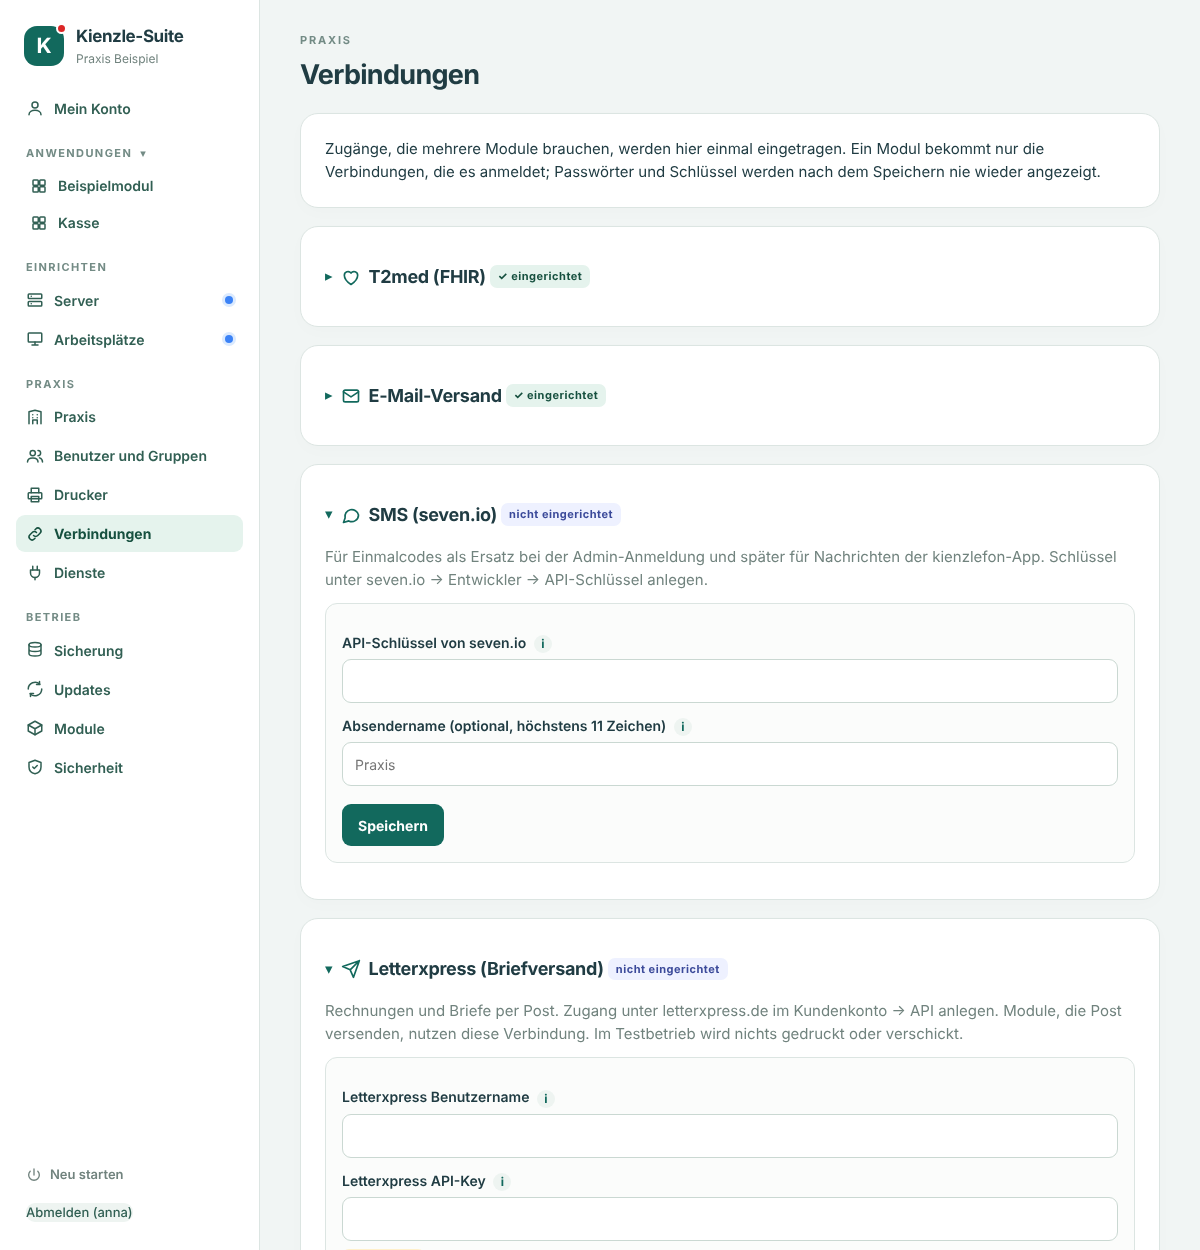 K
Kienzle-Suite
Praxis Beispiel
Mein Konto
ANWENDUNGEN ▾
Beispielmodul
Kasse
EINRICHTEN
Server
Arbeitsplätze
PRAXIS
Praxis
Benutzer und Gruppen
Drucker
Verbindungen
Dienste
BETRIEB
Sicherung
Updates
Module
Sicherheit
Neu starten
Abmelden (anna)
PRAXIS
Verbindungen
Zugänge, die mehrere Module brauchen, werden hier einmal eingetragen. Ein Modul bekommt nur die
Verbindungen, die es anmeldet; Passwörter und Schlüssel werden nach dem Speichern nie wieder angezeigt.
▸ T2med (FHIR) ✓ eingerichtet
▸ E-Mail-Versand ✓ eingerichtet
▾ SMS (seven.io) nicht eingerichtet
Für Einmalcodes als Ersatz bei der Admin-Anmeldung und später für Nachrichten der kienzlefon-App. Schlüssel
unter seven.io → Entwickler → API-Schlüssel anlegen.
API-Schlüssel von seven.io i
Absendername (optional, höchstens 11 Zeichen) i
Praxis
Speichern
▾ Letterxpress (Briefversand) nicht eingerichtet
Rechnungen und Briefe per Post. Zugang unter letterxpress.de im Kundenkonto → API anlegen. Module, die Post
versenden, nutzen diese Verbindung. Im Testbetrieb wird nichts gedruckt oder verschickt.
Letterxpress Benutzername i
Letterxpress API-Key i